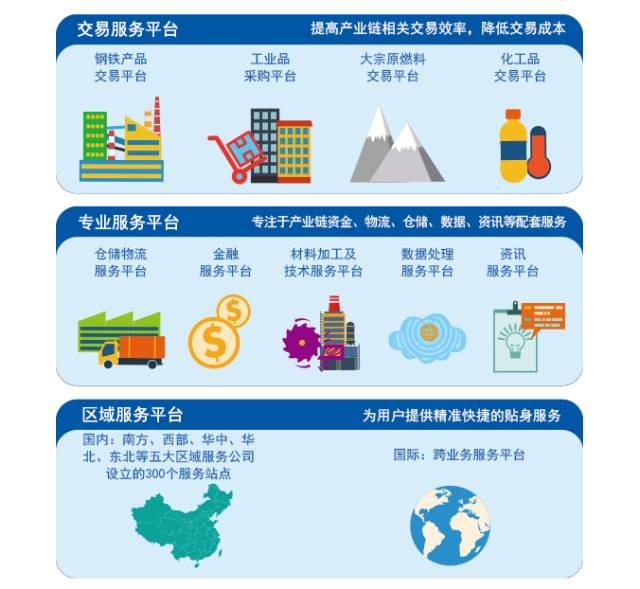 交易服务平台
提高产业链相关交易效率，降低交易成本
钢铁产品
交易平台
工业品
采购平台
大宗原燃料
交易平台
化工品
交易平台
专业服务平台
专注于产业链资金、物流、仓储、数据、资讯等配套服务
仓储物流
服务平台
金融
服务平台
材料加工及
技术服务平台
数据处理
服务平台
资讯
服务平台
区域服务平台
为用户提供精准快捷的贴身服务
国内：南方、西部、华中、华
北、东北等五大区域服务公司
设立的300个服务站点
国际：跨业务服务平台